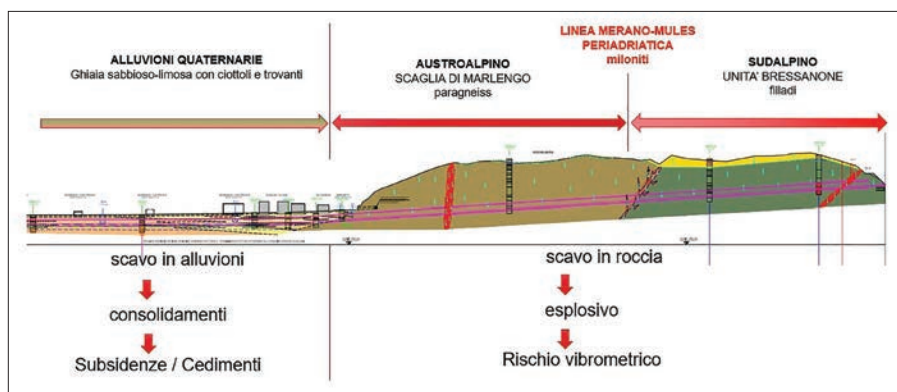 ALLUVIONI QUATERNARIE
Ghiaia sabbioso-limosa con ciottoli e trovanti
AUSTROALPINO
SCAGLIA DI MARLENGO
paragneiss
LINEA MERANO-MULES
PERIADRIATICA
miloniti
SUDALPINO
UNITA' BRESSANONE
filladi
scavo in alluvioni
consolidamenti
Subsidenze / Cedimenti
scavo in roccia
esplosivo
Rischio vibrometrico